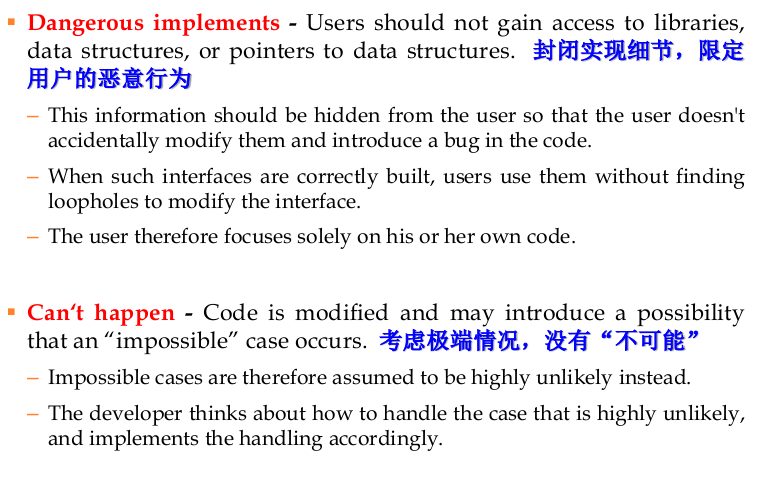 ▪ Dangerous implements - Users should not gain access to libraries,
data structures, or pointers to data structures. 封闭实现细节，限定
用户的恶意行为
– This information should be hidden from the user so that the user doesn't
accidentally modify them and introduce a bug in the code.
– When such interfaces are correctly built, users use them without finding
loopholes to modify the interface.
– The user therefore focuses solely on his or her own code.
▪ Can‘t happen - Code is modified and may introduce a possibility
that an “impossible” case occurs. 考虑极端情况，没有“不可能”
– Impossible cases are therefore assumed to be highly unlikely instead.
– The developer thinks about how to handle the case that is highly unlikely,
and implements the handling accordingly.